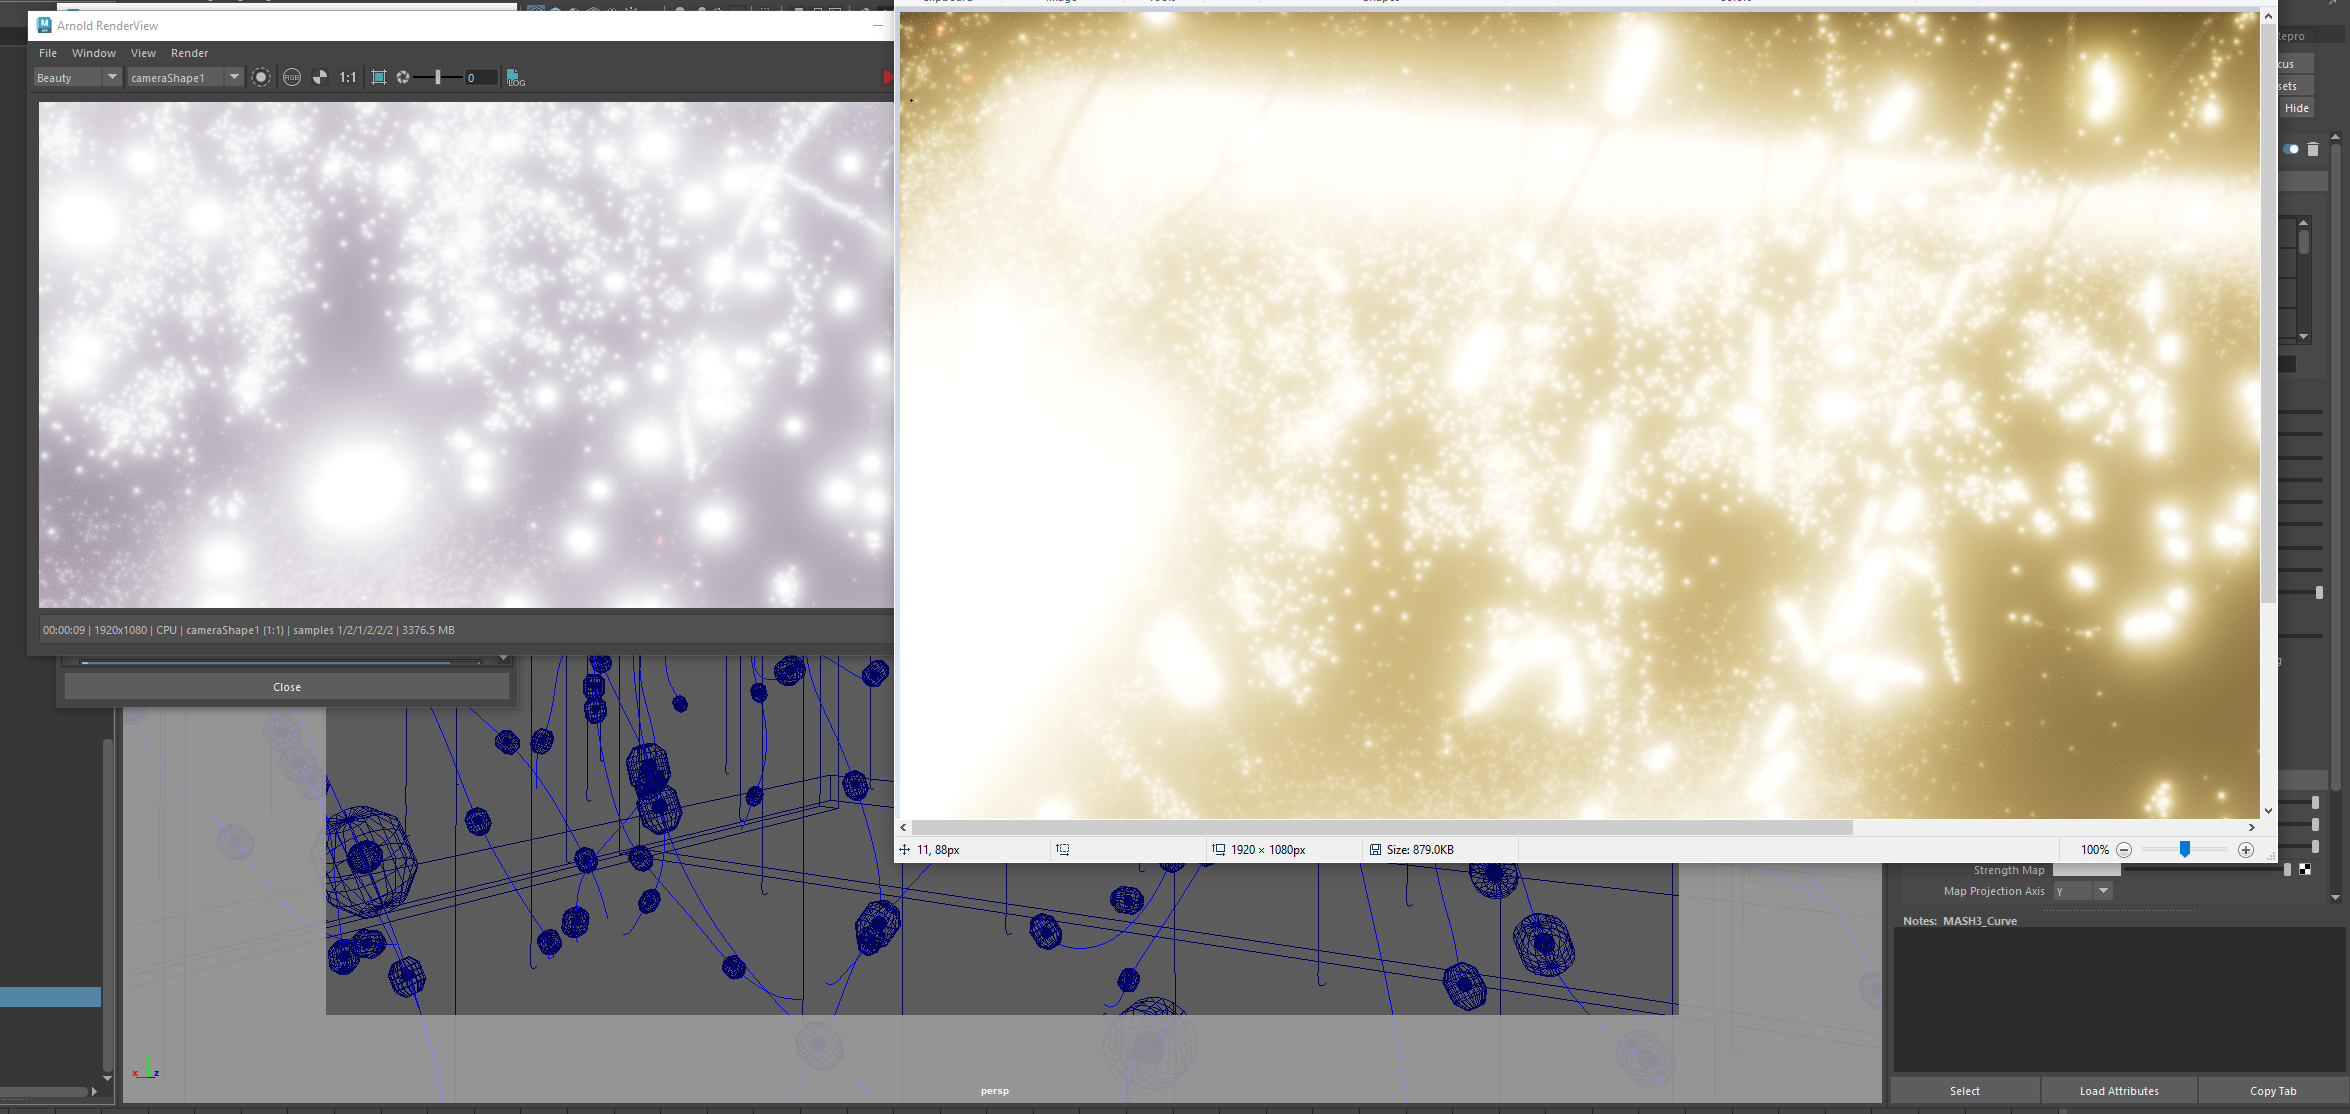 Arnold RenderView
File Window View Render
Beauty cameraShape1 RGB 1:1 0 LOG
00:00:09 | 1920x1080 | CPU | cameraShape1 (1:1) | samples 1/2/1/2/2/2 | 3376.5 MB
Close
persp
x y z
11, 88px 1920 × 1080px Size: 879.0KB 100%
Repro
cus
sets
Hide
Strength Map
Map Projection Axis y
Notes: MASH3_Curve
Select Load Attributes Copy Tab